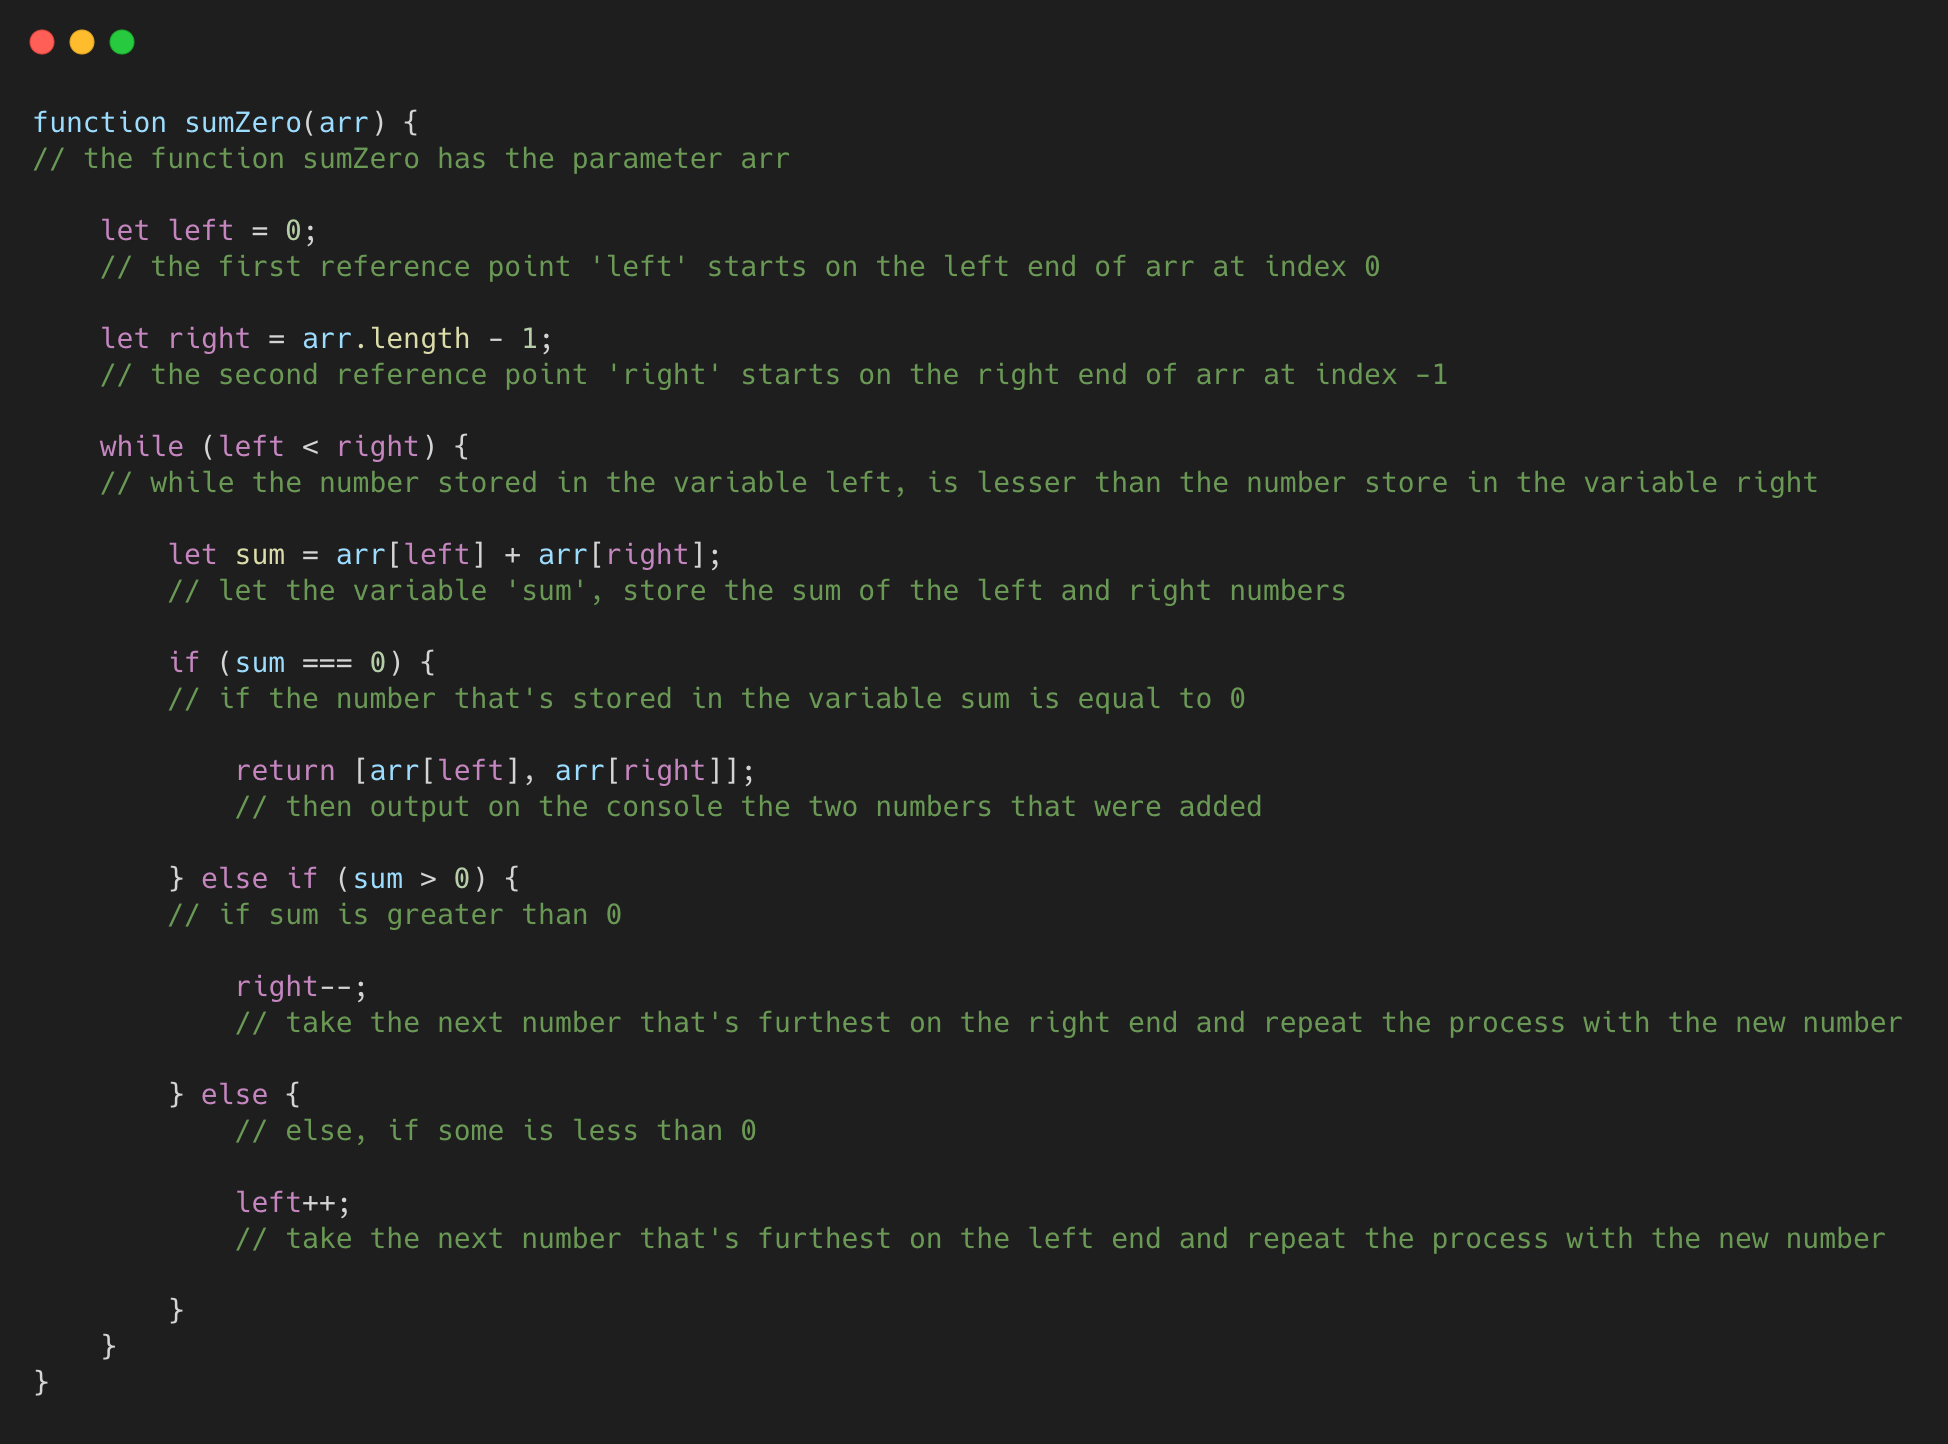 function sumZero(arr) {
// the function sumZero has the parameter arr
let left = 0;
// the first reference point 'left' starts on the left end of arr at index 0
let right = arr.length - 1;
// the second reference point 'right' starts on the right end of arr at index -1
while (left < right) {
// while the number stored in the variable left, is lesser than the number store in the variable right
let sum = arr[left] + arr[right];
// let the variable 'sum', store the sum of the left and right numbers
if (sum === 0) {
// if the number that's stored in the variable sum is equal to 0
return [arr[left], arr[right]];
// then output on the console the two numbers that were added
} else if (sum > 0) {
// if sum is greater than 0
right--;
// take the next number that's furthest on the right end and repeat the process with the new number
} else {
// else, if some is less than 0
left++;
// take the next number that's furthest on the left end and repeat the process with the new number
}
}
}